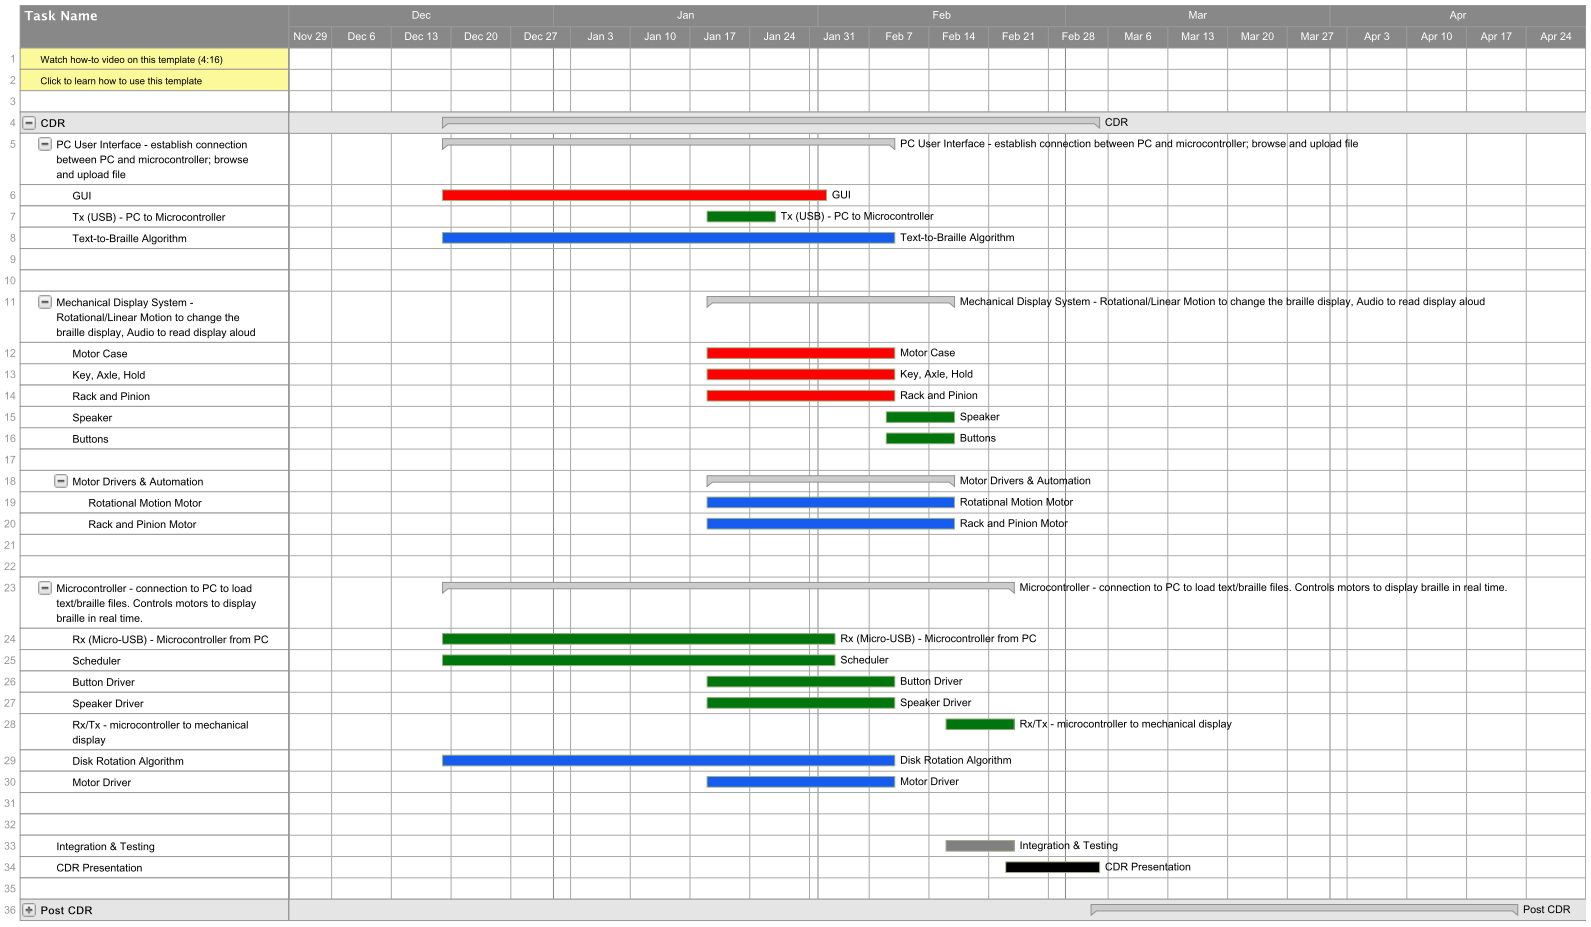 Task Name
Dec Jan Feb Mar Apr
Nov 29 Dec 6 Dec 13 Dec 20 Dec 27 Jan 3 Jan 10 Jan 17 Jan 24 Jan 31 Feb 7 Feb 14 Feb 21 Feb 28 Mar 6 Mar 13 Mar 20 Mar 27 Apr 3 Apr 10 Apr 17 Apr 24
1 Watch how-to video on this template (4:16)
2 Click to learn how to use this template
3
4 CDR CDR
5 PC User Interface - establish connection PC User Interface - establish connection between PC and microcontroller; browse and upload file
between PC and microcontroller; browse
and upload file
6 GUI GUI
7 Tx (USB) - PC to Microcontroller Tx (USB) - PC to Microcontroller
8 Text-to-Braille Algorithm Text-to-Braille Algorithm
9
10
11 Mechanical Display System - Mechanical Display System - Rotational/Linear Motion to change the braille display, Audio to read display aloud
Rotational/Linear Motion to change the
braille display, Audio to read display aloud
12 Motor Case Motor Case
13 Key, Axle, Hold Key, Axle, Hold
14 Rack and Pinion Rack and Pinion
15 Speaker Speaker
16 Buttons Buttons
17
18 Motor Drivers & Automation Motor Drivers & Automation
19 Rotational Motion Motor Rotational Motion Motor
20 Rack and Pinion Motor Rack and Pinion Motor
21
22
23 Microcontroller - connection to PC to load Microcontroller - connection to PC to load text/braille files. Controls motors to display braille in real time.
text/braille files. Controls motors to display
braille in real time.
24 Rx (Micro-USB) - Microcontroller from PC Rx (Micro-USB) - Microcontroller from PC
25 Scheduler Scheduler
26 Button Driver Button Driver
27 Speaker Driver Speaker Driver
28 Rx/Tx - microcontroller to mechanical Rx/Tx - microcontroller to mechanical display
display
29 Disk Rotation Algorithm Disk Rotation Algorithm
30 Motor Driver Motor Driver
31
32
33 Integration & Testing Integration & Testing
34 CDR Presentation CDR Presentation
35
36 Post CDR Post CDR